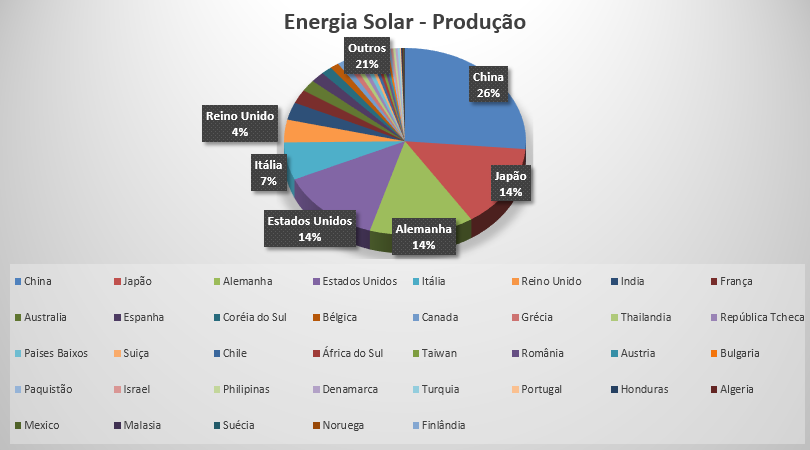 Energia Solar - Produção
Outros
21%
China
26%
Reino Unido
4%
Itália
7%
Japão
14%
Estados Unidos
14%
Alemanha
14%
China Japão Alemanha Estados Unidos Itália Reino Unido India França
Australia Espanha Coréia do Sul Bélgica Canada Grécia Thailandia República Tcheca
Paises Baixos Suiça Chile África do Sul Taiwan România Austria Bulgaria
Paquistão Israel Philipinas Denamarca Turquia Portugal Honduras Algeria
Mexico Malasia Suécia Noruega Finlândia